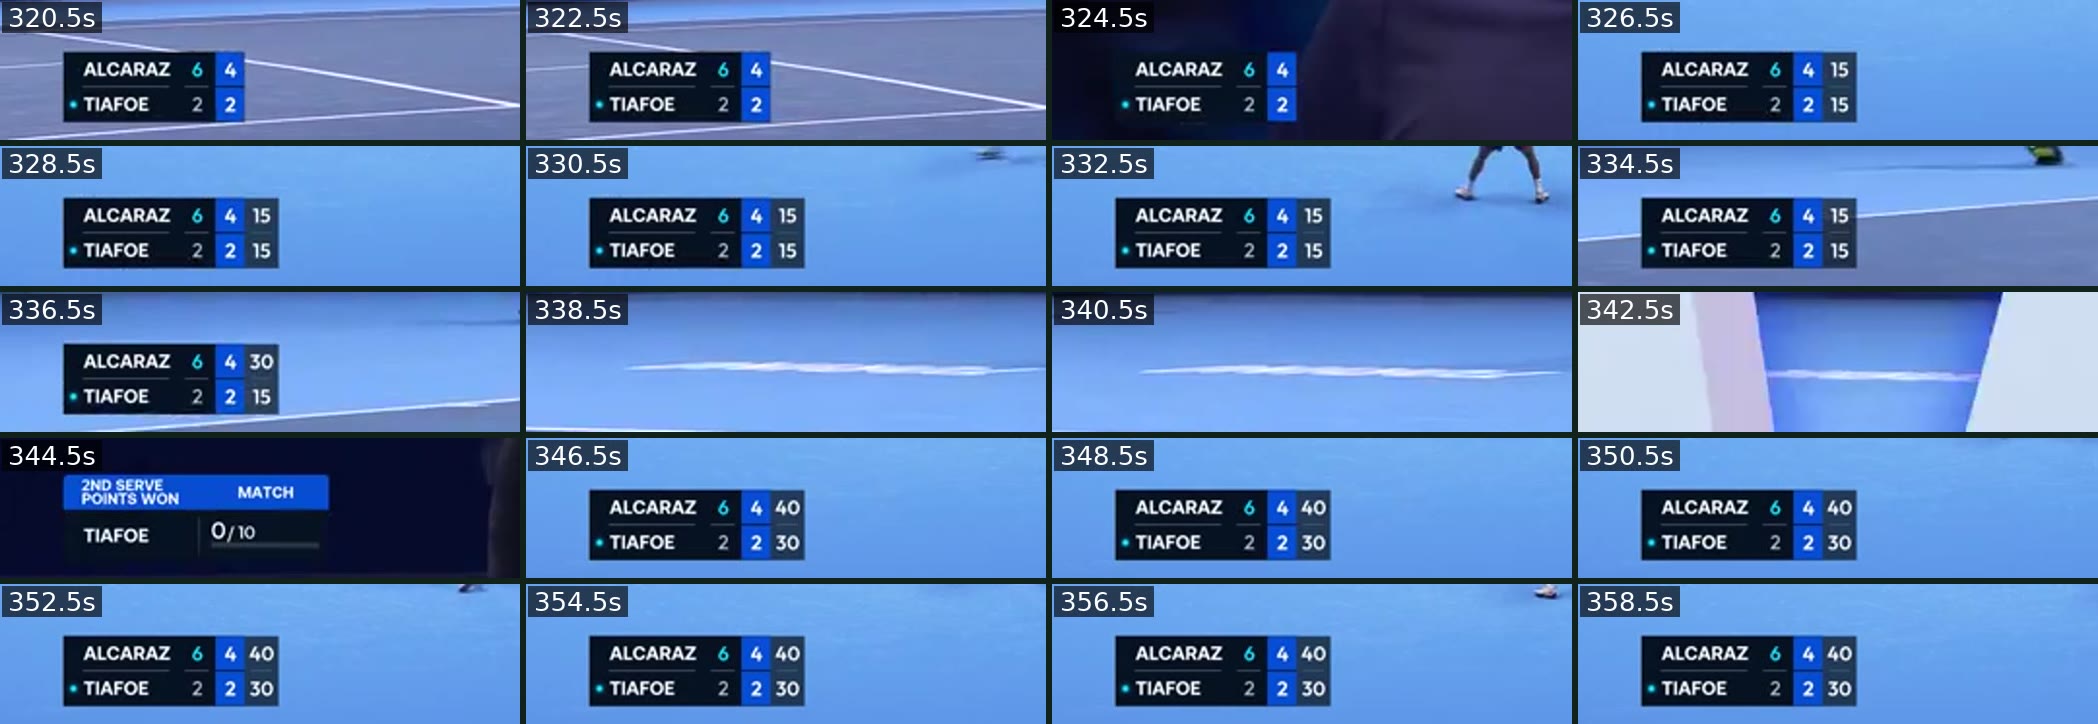 320.5s
ALCARAZ 6 4
TIAFOE 2 2
322.5s
ALCARAZ 6 4
TIAFOE 2 2
324.5s
ALCARAZ 6 4
TIAFOE 2 2
326.5s
ALCARAZ 6 4 15
TIAFOE 2 2 15
328.5s
ALCARAZ 6 4 15
TIAFOE 2 2 15
330.5s
ALCARAZ 6 4 15
TIAFOE 2 2 15
332.5s
ALCARAZ 6 4 15
TIAFOE 2 2 15
334.5s
ALCARAZ 6 4 15
TIAFOE 2 2 15
336.5s
ALCARAZ 6 4 30
TIAFOE 2 2 15
338.5s
340.5s
342.5s
344.5s
2ND SERVE
POINTS WON MATCH
TIAFOE 0/10
346.5s
ALCARAZ 6 4 40
TIAFOE 2 2 30
348.5s
ALCARAZ 6 4 40
TIAFOE 2 2 30
350.5s
ALCARAZ 6 4 40
TIAFOE 2 2 30
352.5s
ALCARAZ 6 4 40
TIAFOE 2 2 30
354.5s
ALCARAZ 6 4 40
TIAFOE 2 2 30
356.5s
ALCARAZ 6 4 40
TIAFOE 2 2 30
358.5s
ALCARAZ 6 4 40
TIAFOE 2 2 30